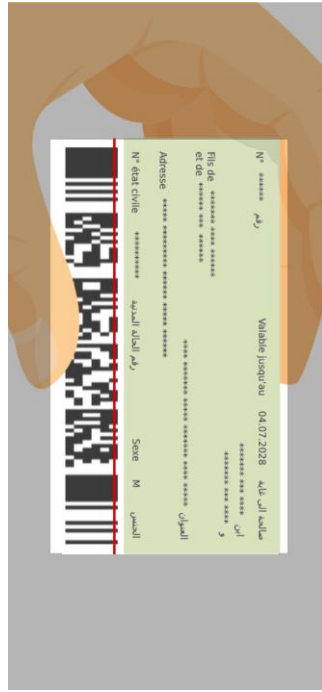 N° ****** رقم Valable jusqu'au 04.07.2028 صالحة الى غاية
******* *** **** ابن
******* *** **** و
Fils de ******* **** ******
et de ****** *** ******
**** ******* ***** ****** ******* **** ***** العنوان
Adresse ***** ********* ****** ***** *****
N° état civile ********** رقم الحالة المدنية Sexe M الجنس